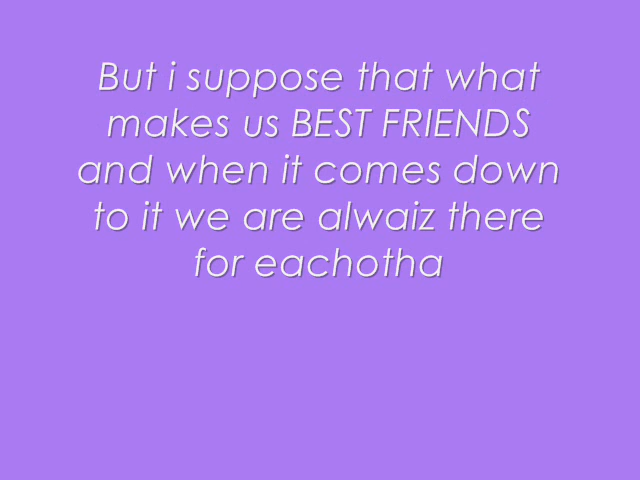 But i suppose that what
makes us BEST FRIENDS
and when it comes down
to it we are alwaiz there
for eachotha